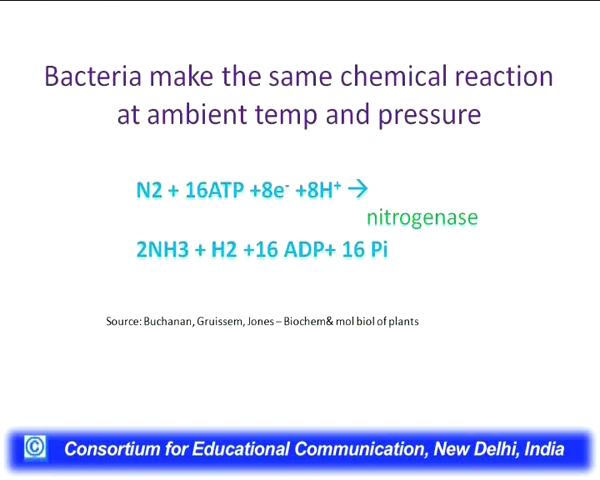 Bacteria make the same chemical reaction
at ambient temp and pressure
N2 + 16ATP +8e⁻ +8H⁺ →
nitrogenase
2NH3 + H2 +16 ADP+ 16 Pi
Source: Buchanan, Gruissem, Jones – Biochem& mol biol of plants
© Consortium for Educational Communication, New Delhi, India